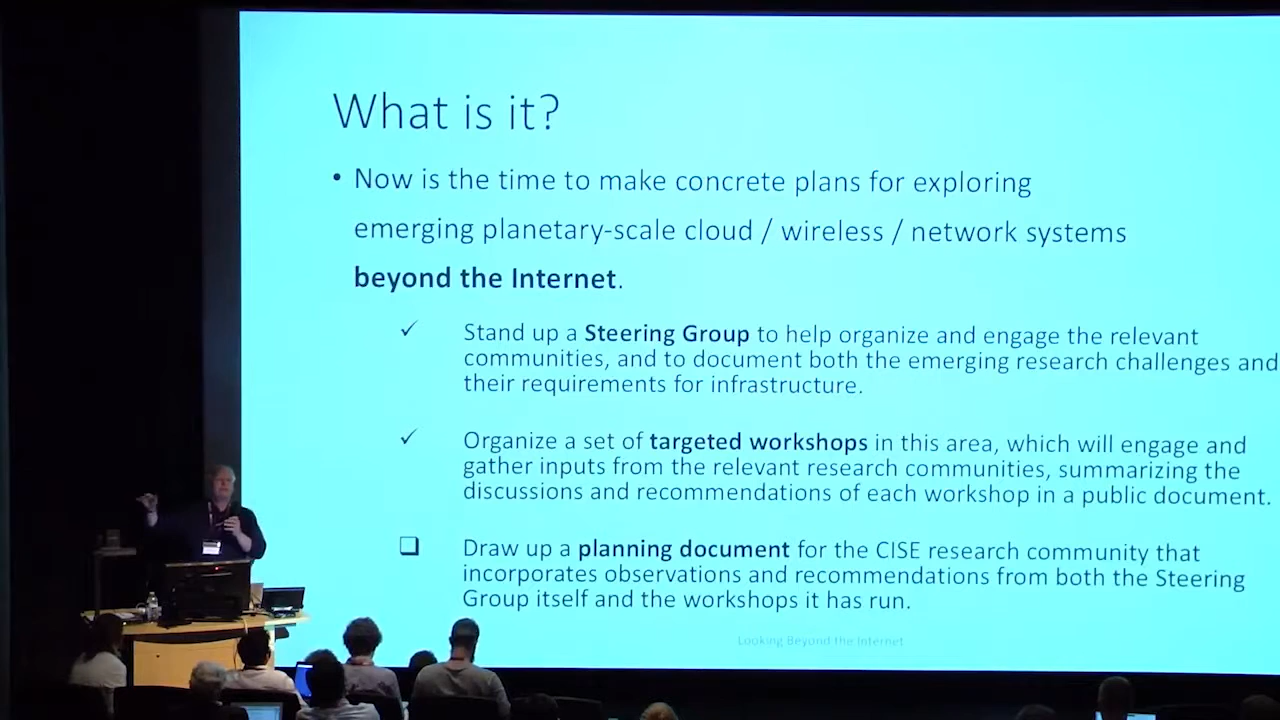 What is it?
• Now is the time to make concrete plans for exploring
emerging planetary-scale cloud / wireless / network systems
beyond the Internet.
✓ Stand up a Steering Group to help organize and engage the relevant
communities, and to document both the emerging research challenges and
their requirements for infrastructure.
✓ Organize a set of targeted workshops in this area, which will engage and
gather inputs from the relevant research communities, summarizing the
discussions and recommendations of each workshop in a public document.
❑ Draw up a planning document for the CISE research community that
incorporates observations and recommendations from both the Steering
Group itself and the workshops it has run.
Looking Beyond the Internet